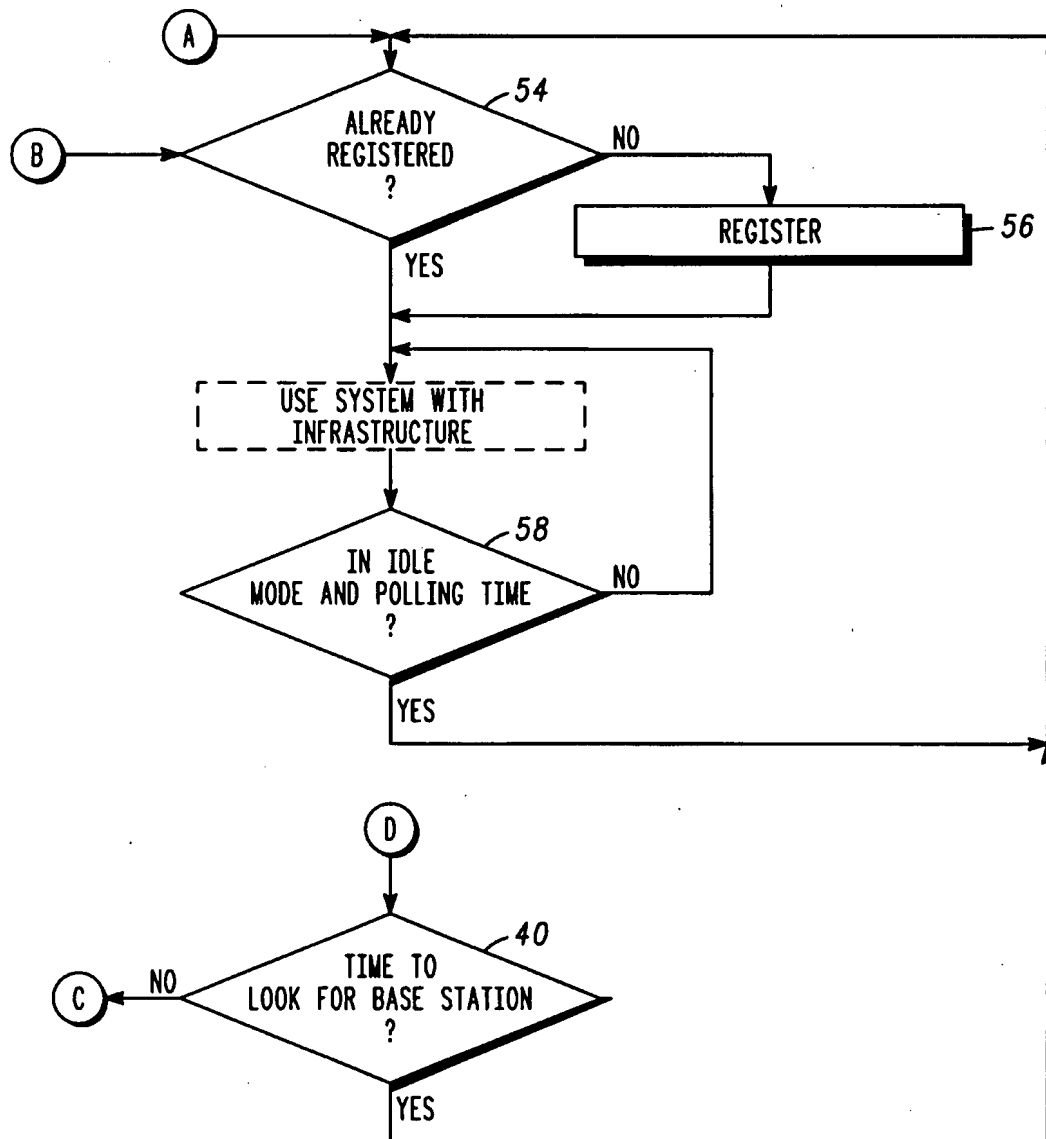 A
54
ALREADY
REGISTERED
?
B
NO
REGISTER
56
YES
USE SYSTEM WITH
INFRASTRUCTURE
58
IN IDLE
MODE AND POLLING TIME
?
NO
YES
D
40
TIME TO
LOOK FOR BASE STATION
?
NO
C
YES